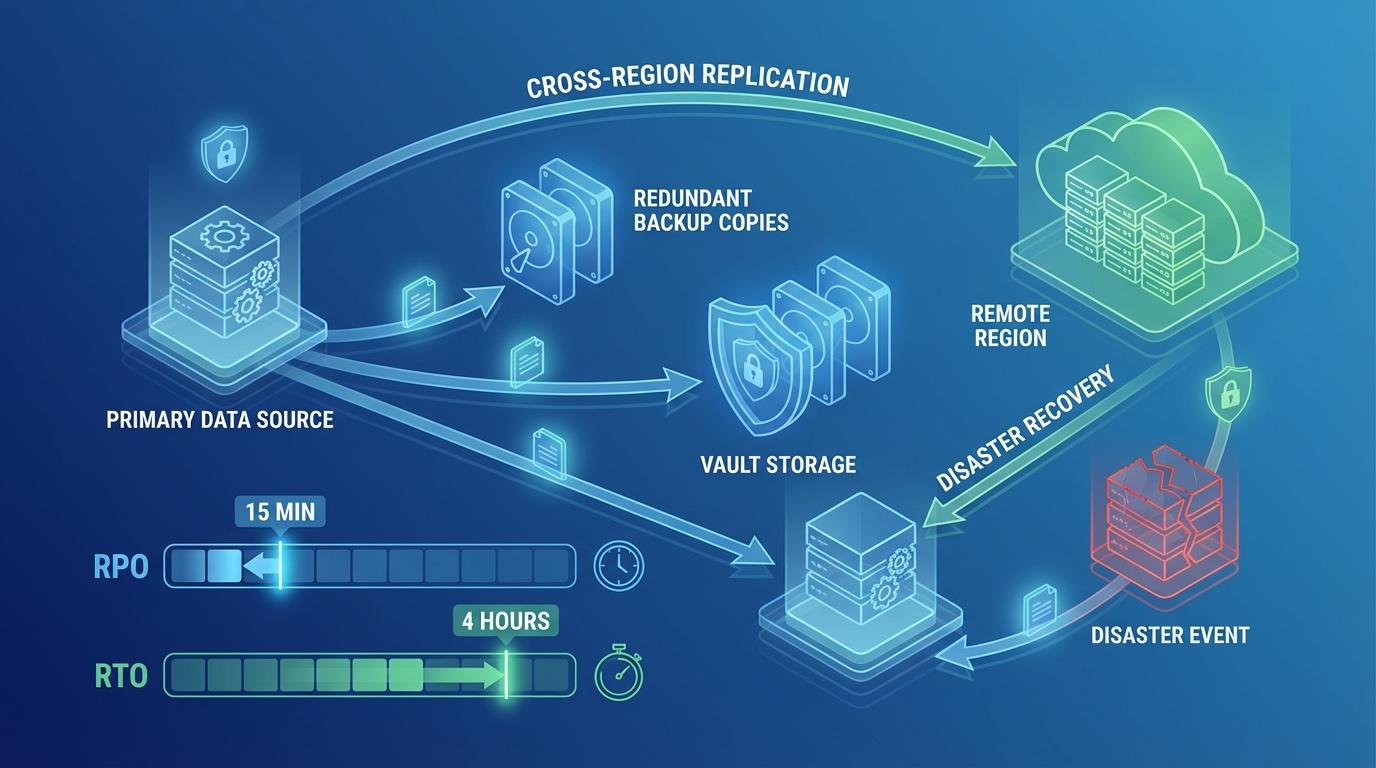 CROSS-REGION REPLICATION
REDUNDANT
BACKUP COPIES
REMOTE
REGION
PRIMARY DATA SOURCE
VAULT STORAGE
DISASTER RECOVERY
15 MIN
RPO
4 HOURS
RTO
DISASTER EVENT